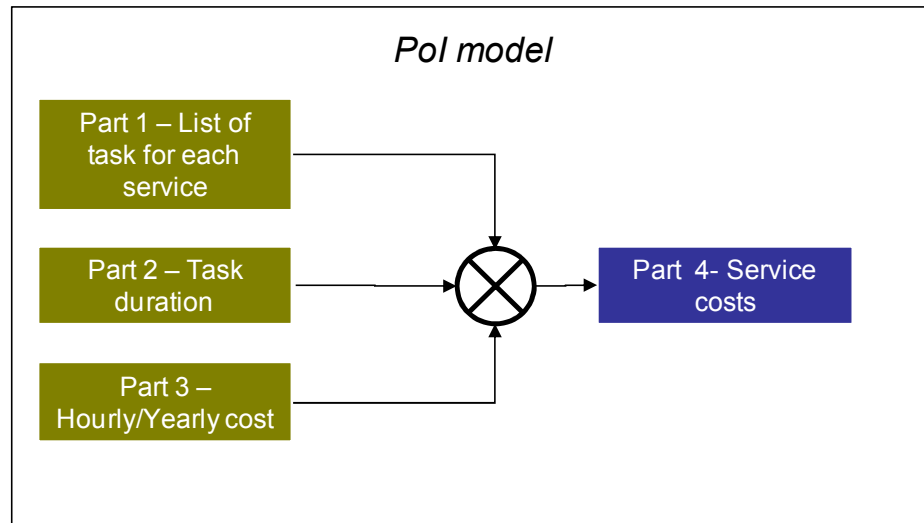 PoI model
Part 1 – List of
task for each
service
Part 2 – Task
duration
Part 3 –
Hourly/Yearly cost
Part 4- Service
costs